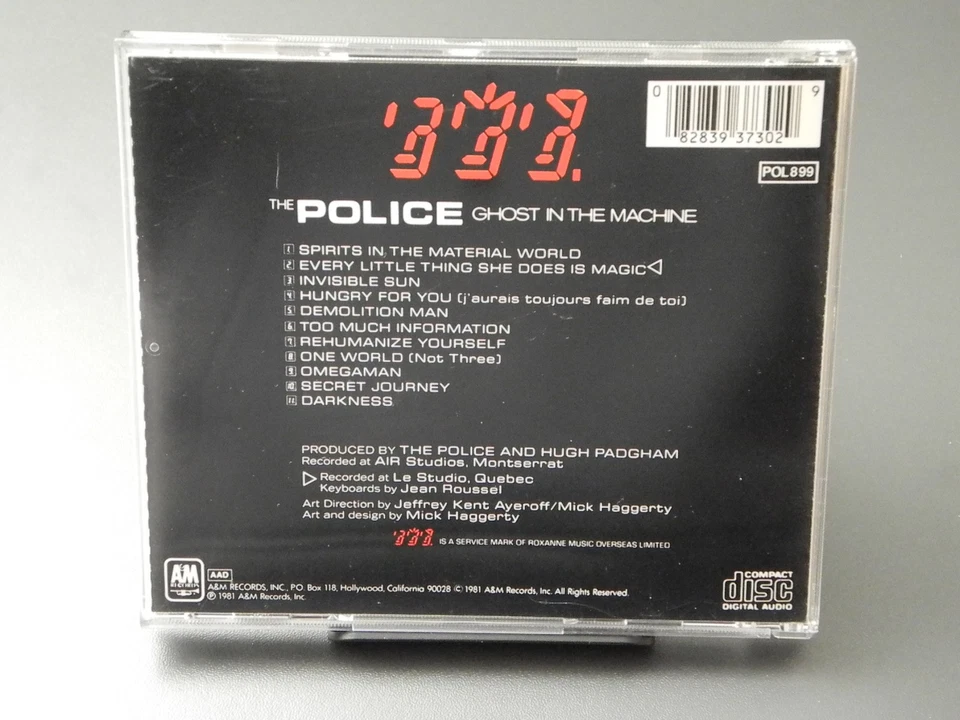 0 82839 37302 9
POL 899
THE POLICE GHOST IN THE MACHINE
1 SPIRITS IN THE MATERIAL WORLD
2 EVERY LITTLE THING SHE DOES IS MAGIC
3 INVISIBLE SUN
4 HUNGRY FOR YOU (j'aurais toujours faim de toi)
5 DEMOLITION MAN
6 TOO MUCH INFORMATION
7 REHUMANIZE YOURSELF
8 ONE WORLD (Not Three)
9 OMEGAMAN
10 SECRET JOURNEY
11 DARKNESS
PRODUCED BY THE POLICE AND HUGH PADGHAM
Recorded at AIR Studios, Montserrat
Recorded at Le Studio, Quebec
Keyboards by Jean Roussel
Art Direction by Jeffrey Kent Ayeroff/Mick Haggerty
Art and design by Mick Haggerty
IS A SERVICE MARK OF ROXANNE MUSIC OVERSEAS LIMITED
A&M RECORDS
AAD
A&M RECORDS, INC., P.O. Box 118, Hollywood, California 90028 © 1981 A&M Records, Inc. All Rights Reserved.
℗ 1981 A&M Records, Inc.
COMPACT
disc
DIGITAL AUDIO